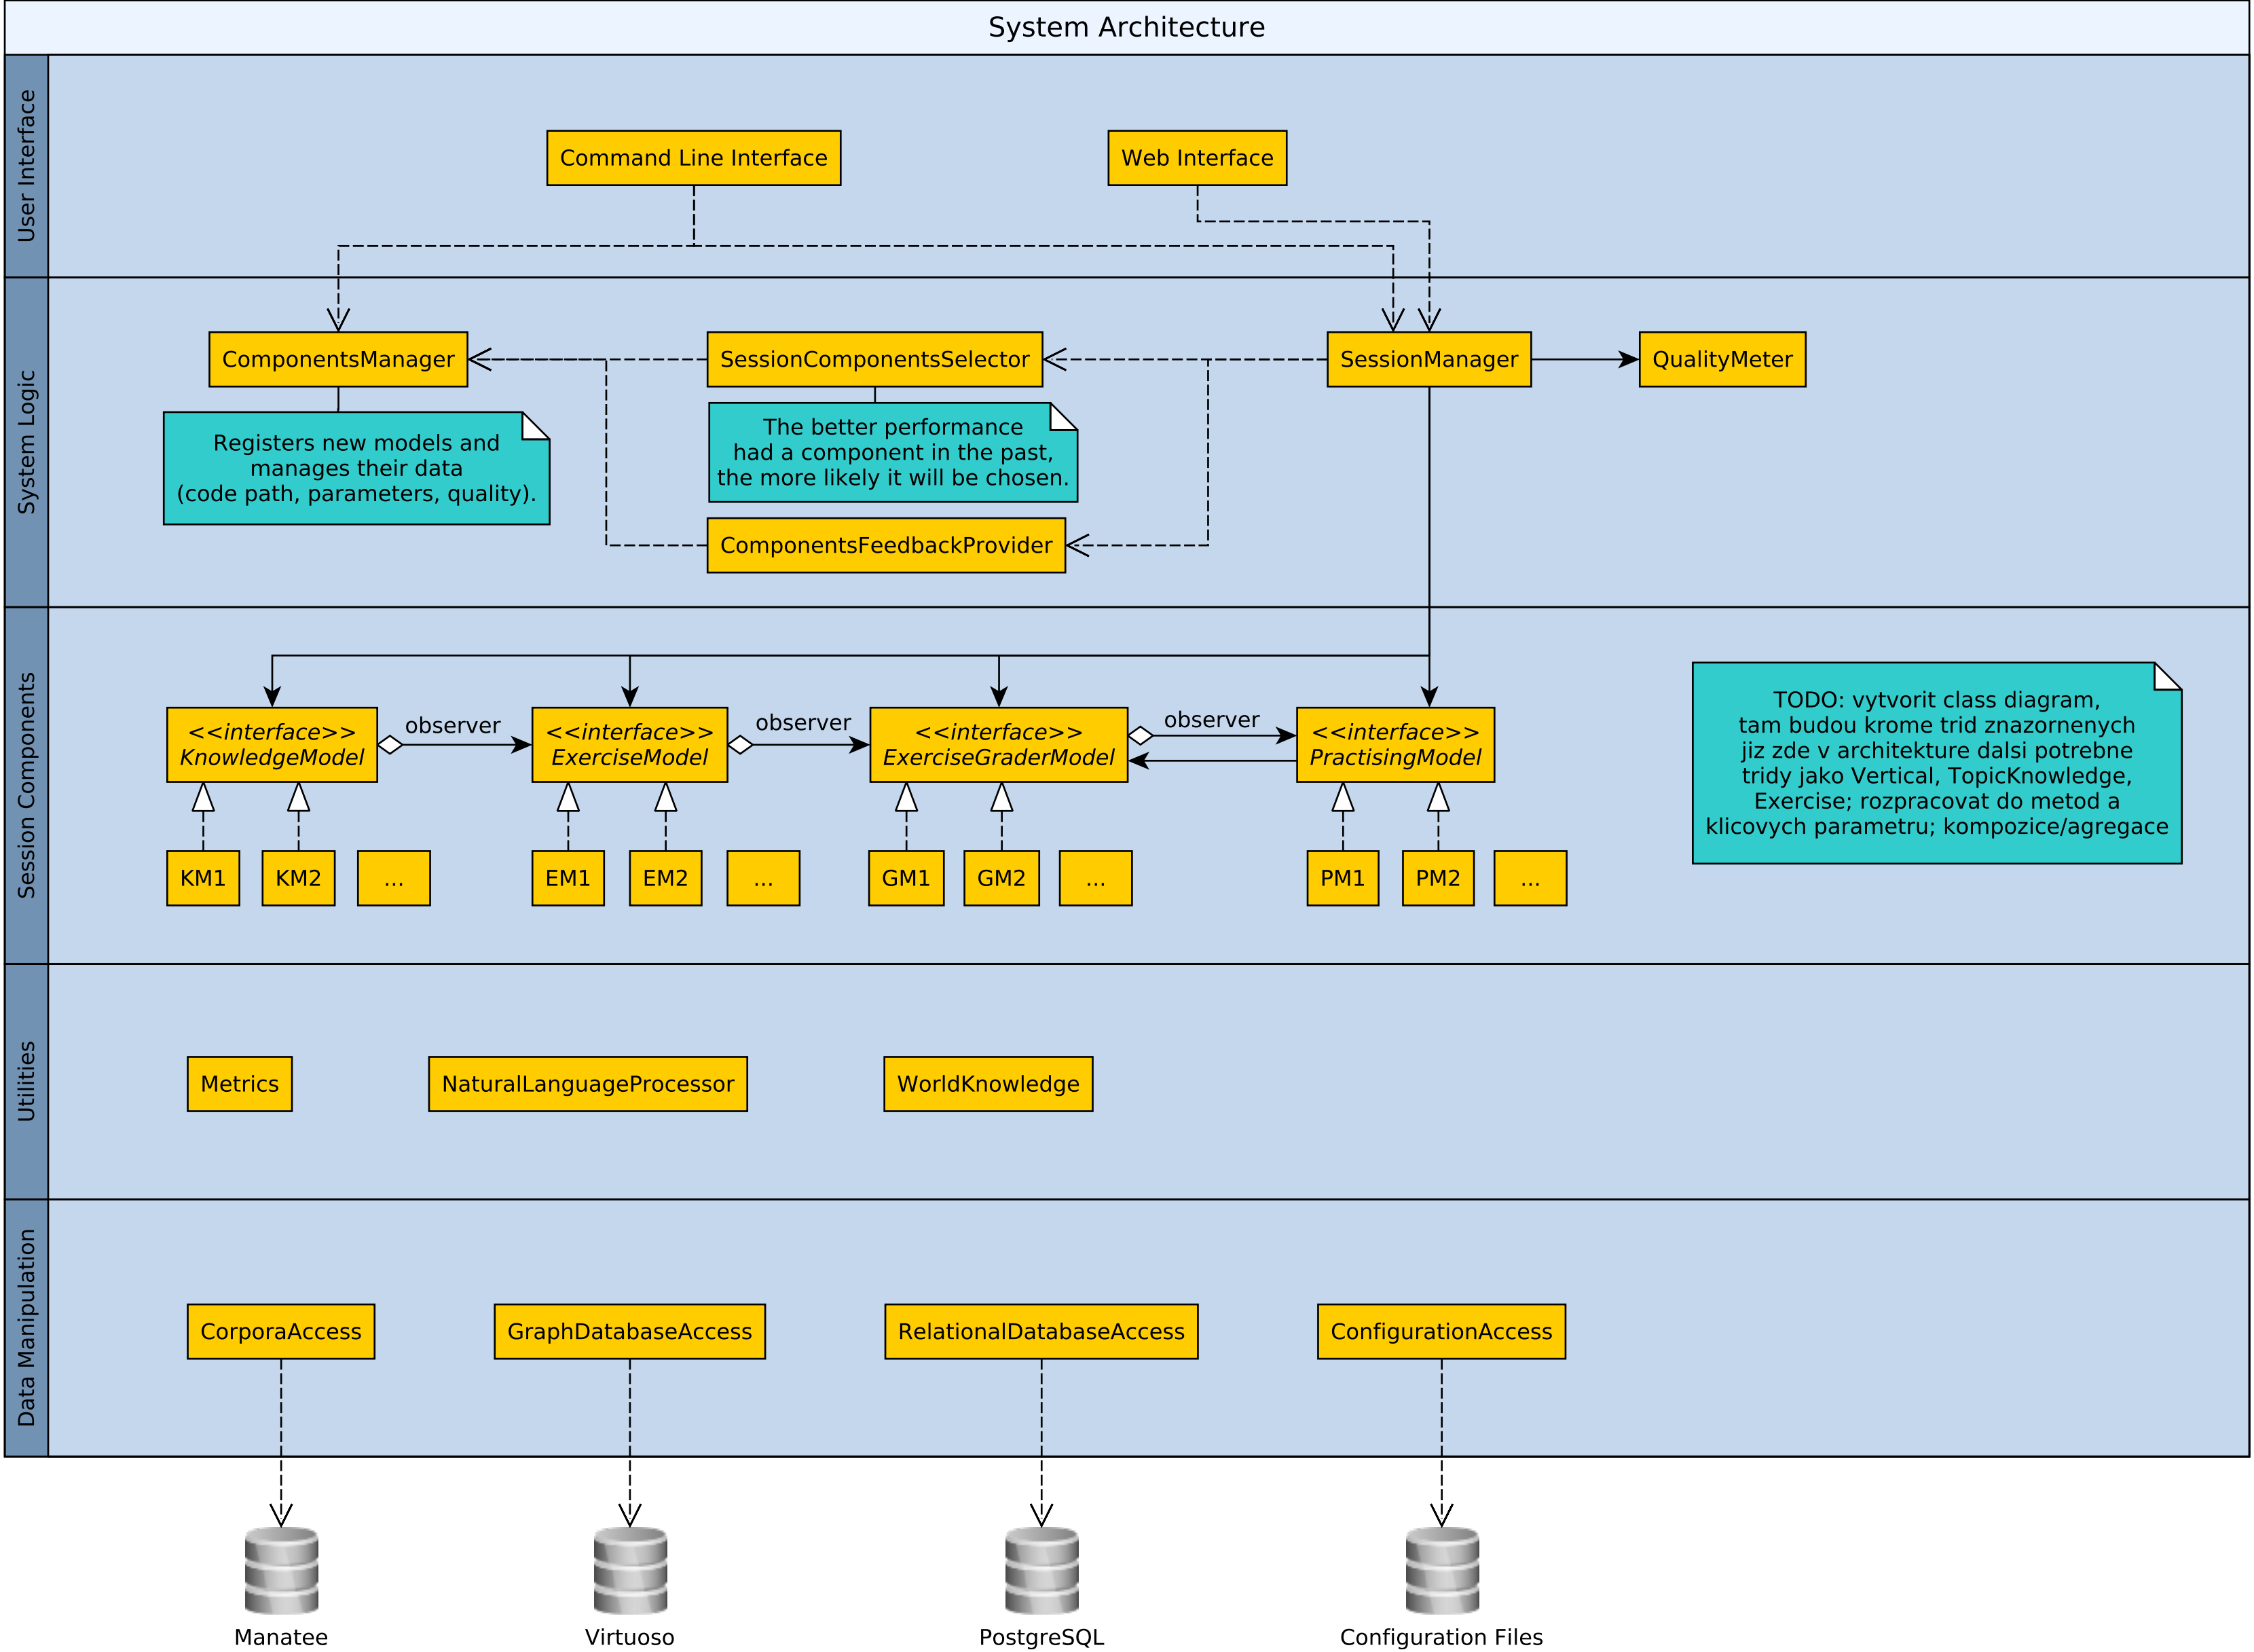 System Architecture
User Interface
Command Line Interface
Web Interface
System Logic
ComponentsManager
SessionComponentsSelector
SessionManager
QualityMeter
Registers new models and
manages their data
(code path, parameters, quality).
The better performance
had a component in the past,
the more likely it will be chosen.
ComponentsFeedbackProvider
Session Components
<<interface>>
KnowledgeModel
observer
<<interface>>
ExerciseModel
observer
<<interface>>
ExerciseGraderModel
observer
<<interface>>
PractisingModel
TODO: vytvorit class diagram,
tam budou krome trid znazornenych
jiz zde v architekture dalsi potrebne
tridy jako Vertical, TopicKnowledge,
Exercise; rozpracovat do metod a
klicovych parametru; kompozice/agregace
KM1
KM2
...
EM1
EM2
...
GM1
GM2
...
PM1
PM2
...
Utilities
Metrics
NaturalLanguageProcessor
WorldKnowledge
Data Manipulation
CorporaAccess
GraphDatabaseAccess
RelationalDatabaseAccess
ConfigurationAccess
Manatee
Virtuoso
PostgreSQL
Configuration Files